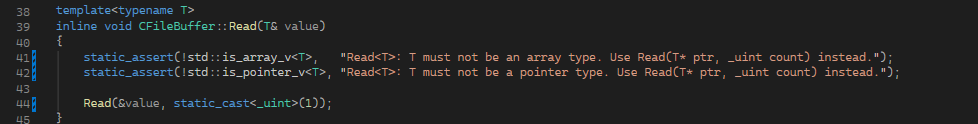 38 template<typename T>
39 inline void CFileBuffer::Read(T& value)
40 {
41     static_assert(!std::is_array_v<T>,   "Read<T>: T must not be an array type. Use Read(T* ptr, _uint count) instead.");
42     static_assert(!std::is_pointer_v<T>, "Read<T>: T must not be a pointer type. Use Read(T* ptr, _uint count) instead.");
43
44     Read(&value, static_cast<_uint>(1));
45 }